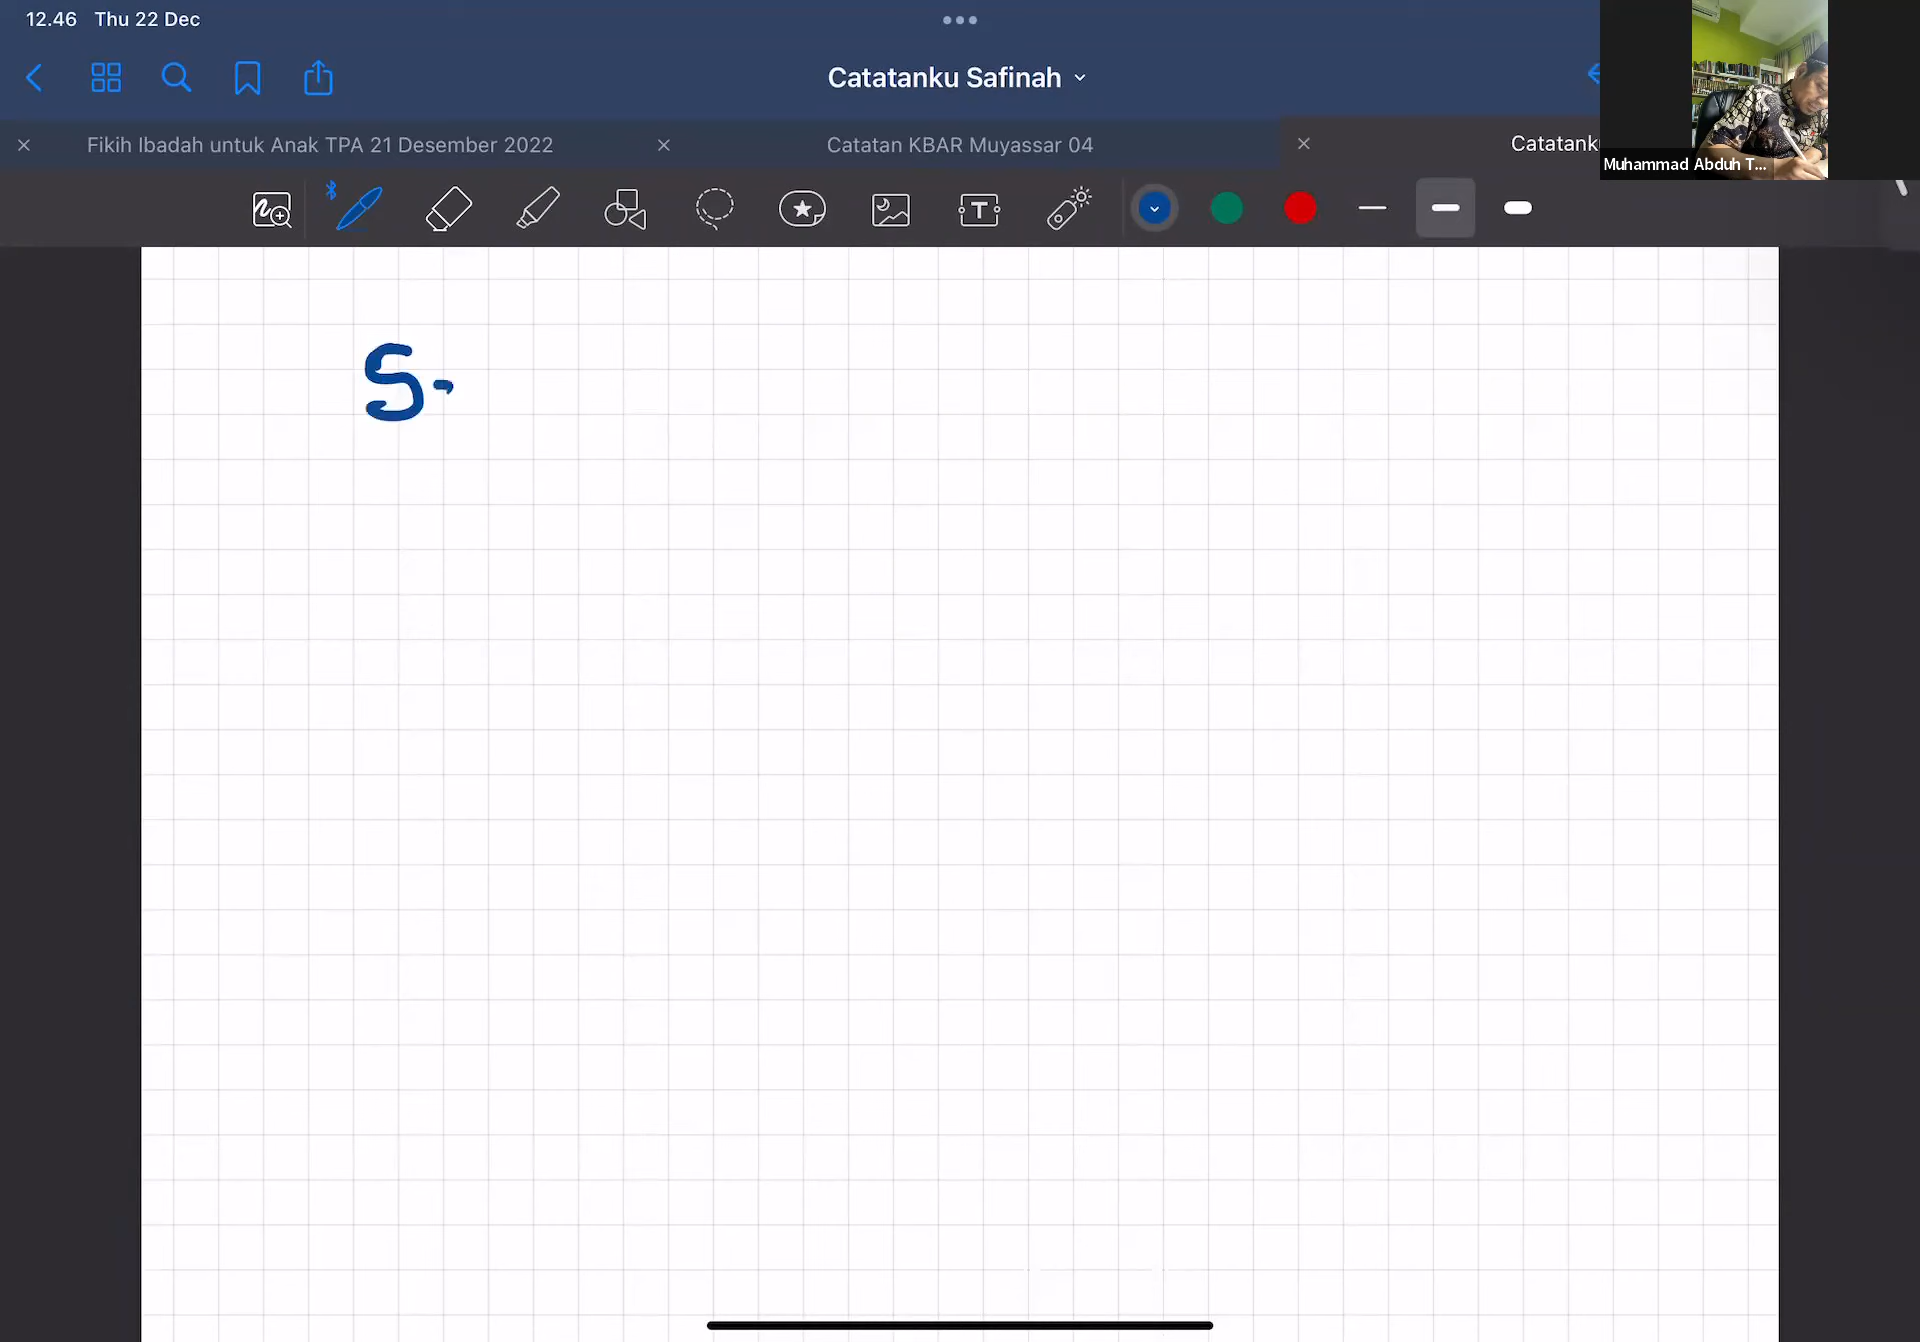 12.46 Thu 22 Dec
Catatanku Safinah
Fikih Ibadah untuk Anak TPA 21 Desember 2022
Catatan KBAR Muyassar 04
Catatank
Muhammad Abduh T...
T
S-